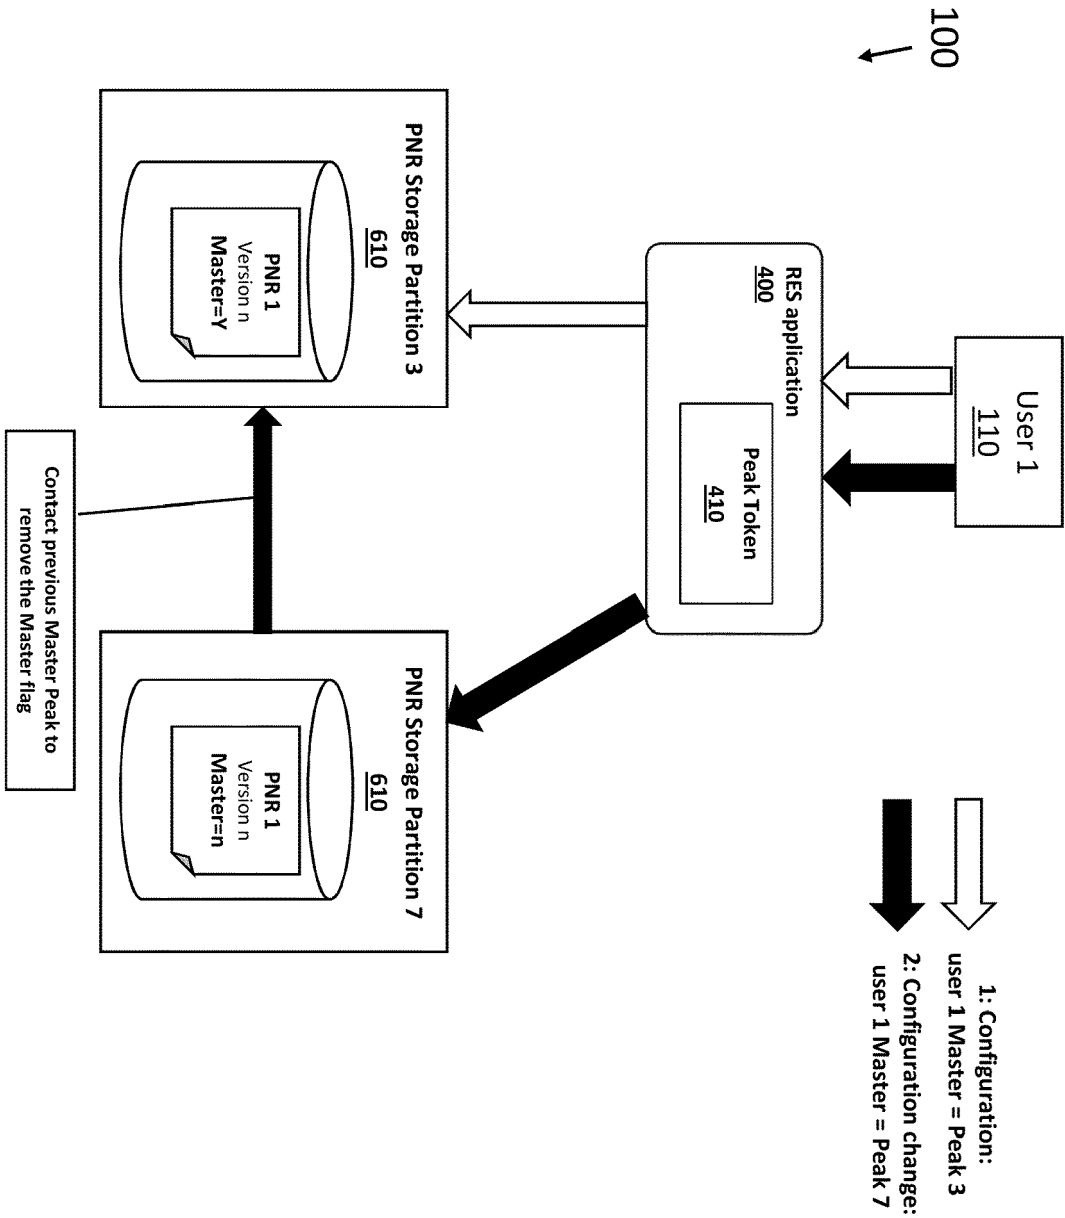 100
User 1
110
1: Configuration:
user 1 Master = Peak 3
2: Configuration change:
user 1 Master = Peak 7
RES application
400
Peak Token
410
PNR Storage Partition 3
610
PNR 1
Version n
Master=Y
PNR Storage Partition 7
610
PNR 1
Version n
Master=n
Contact previous Master Peak to
remove the Master flag